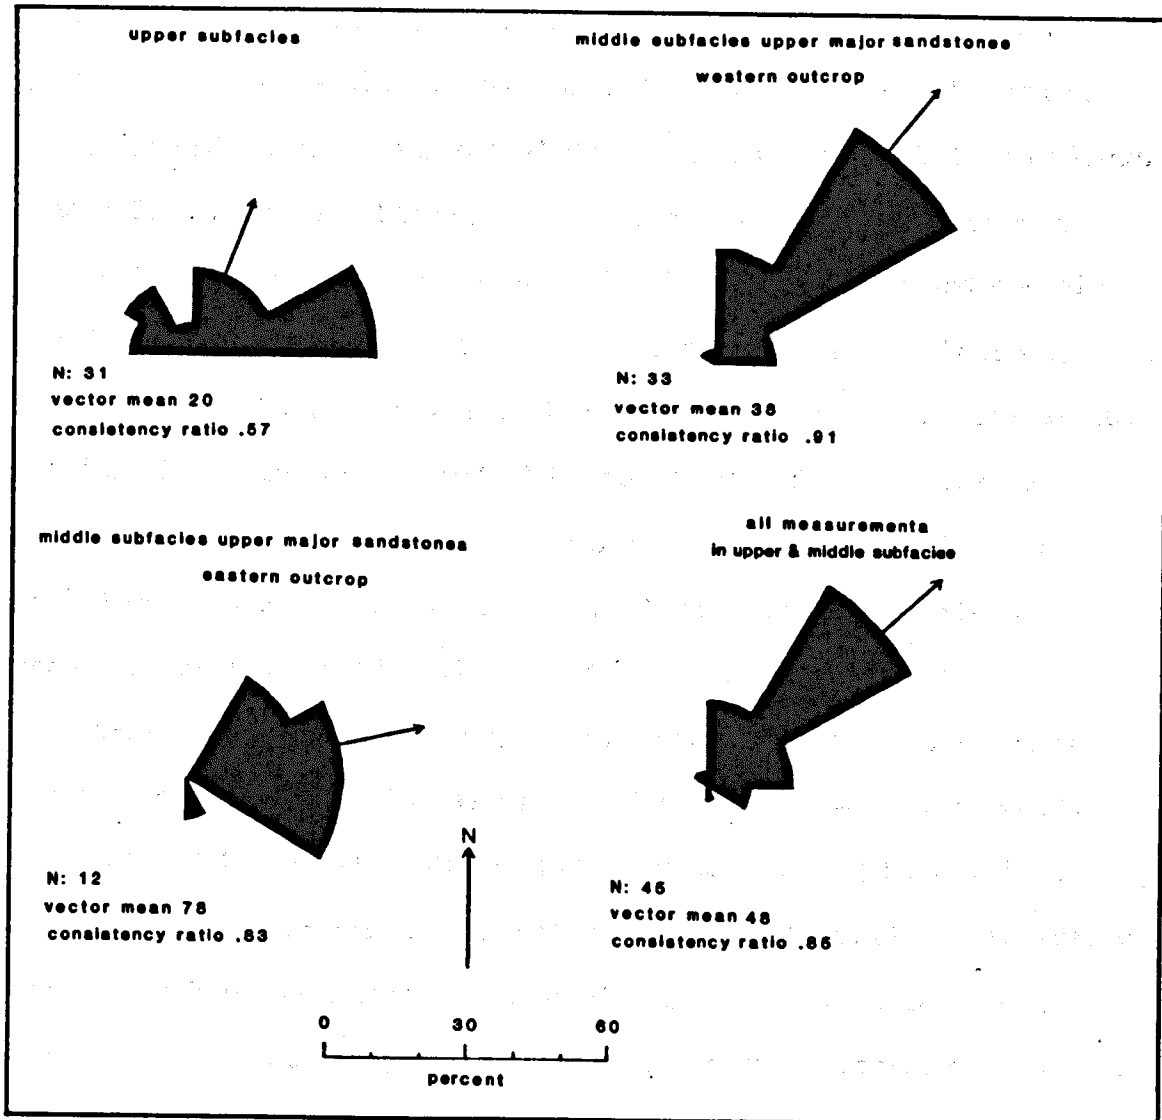 upper subfacies
N: 31
vector mean 20
consistency ratio .57
middle subfacies upper major sandstones
western outcrop
N: 33
vector mean 38
consistency ratio .91
middle subfacies upper major sandstones
eastern outcrop
N: 12
vector mean 78
consistency ratio .83
all measurements
in upper & middle subfacies
N: 45
vector mean 48
consistency ratio .85
N
0 30 60
percent